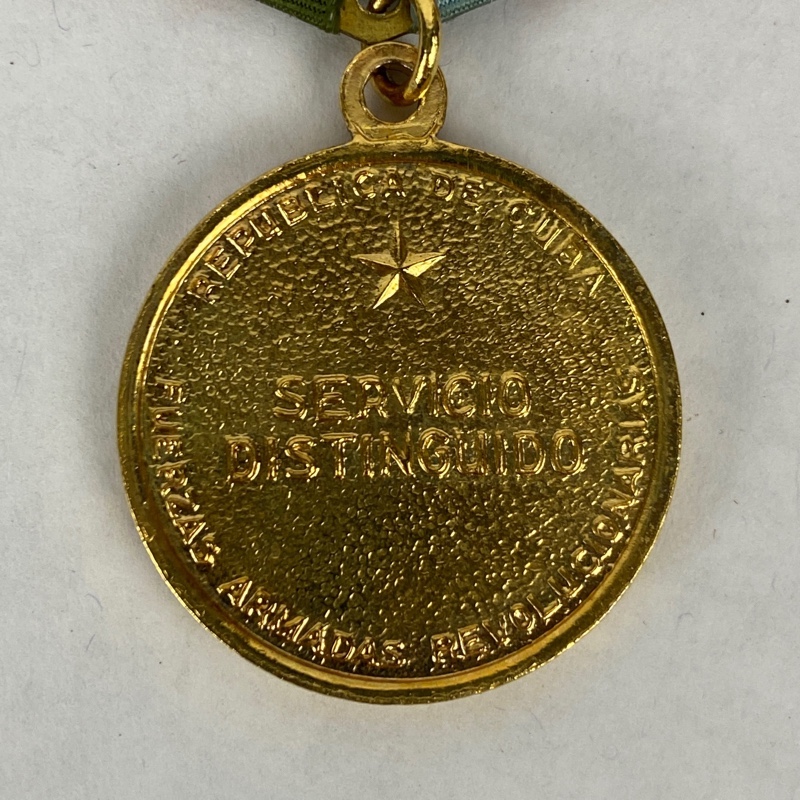 REPUBLICA DE CUBA
SERVICIO
DISTINGUIDO
FUERZAS ARMADAS REVOLUCIONARIAS